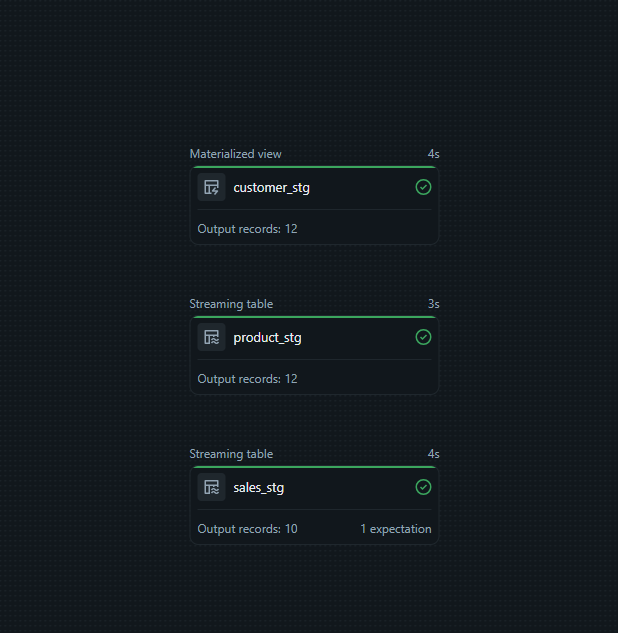 Materialized view 4s
customer_stg
Output records: 12
Streaming table 3s
product_stg
Output records: 12
Streaming table 4s
sales_stg
Output records: 10 1 expectation